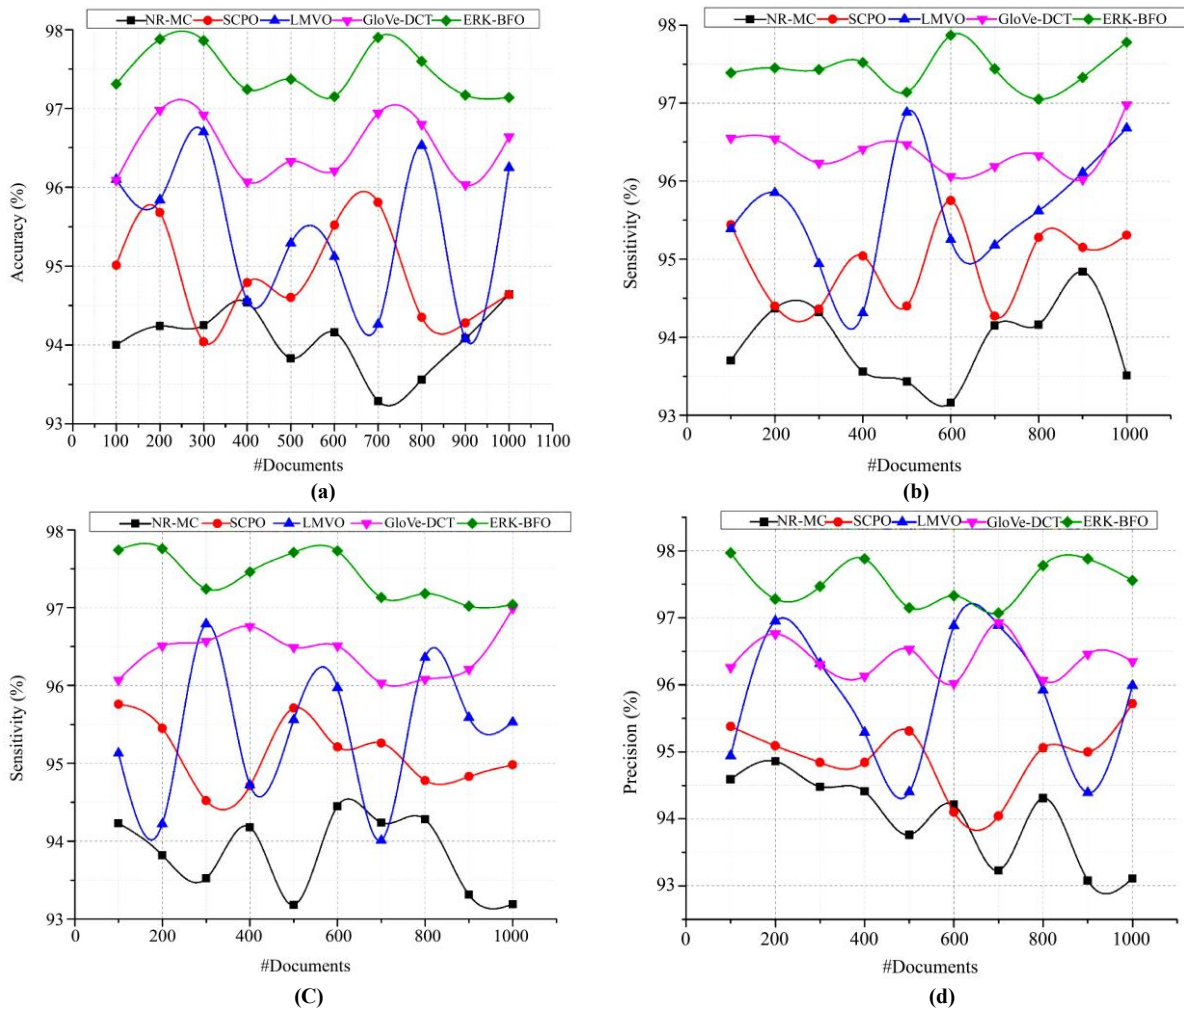 NR-MC SCPO LMVO GloVe-DCT ERK-BFO
98
97
96
95
94
93
Accuracy (%)
0 100 200 300 400 500 600 700 800 900 1000 1100
#Documents
(a)
NR-MC SCPO LMVO GloVe-DCT ERK-BFO
98
97
96
95
94
93
Sensitivity (%)
0 200 400 600 800 1000
#Documents
(b)
NR-MC SCPO LMVO GloVe-DCT ERK-BFO
98
97
96
95
94
93
Sensitivity (%)
0 200 400 600 800 1000
#Documents
(C)
NR-MC SCPO LMVO GloVe-DCT ERK-BFO
98
97
96
95
94
93
Precision (%)
0 200 400 600 800 1000
#Documents
(d)